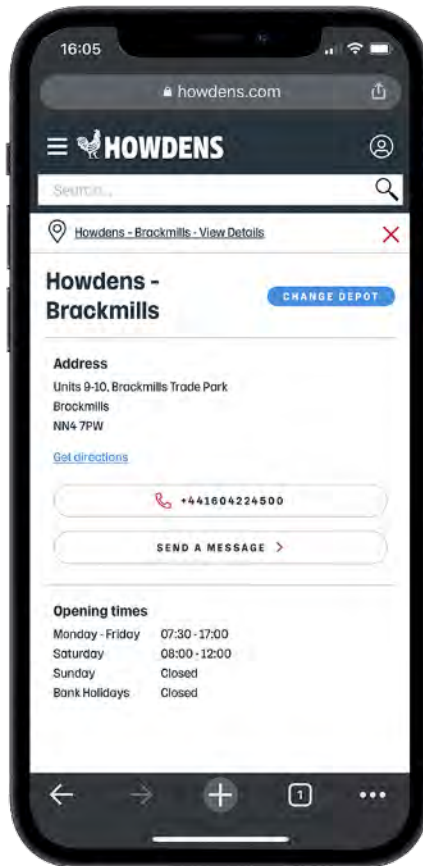 16:05
howdens.com
HOWDENS
Search...
Howdens - Brackmills - View Details
Howdens -
Brackmills
CHANGE DEPOT
Address
Units 9-10, Brackmills Trade Park
Brackmills
NN4 7PW
Get directions
+441604224500
SEND A MESSAGE >
Opening times
Monday - Friday 07:30 - 17:00
Saturday 08:00 - 12:00
Sunday Closed
Bank Holidays Closed
1